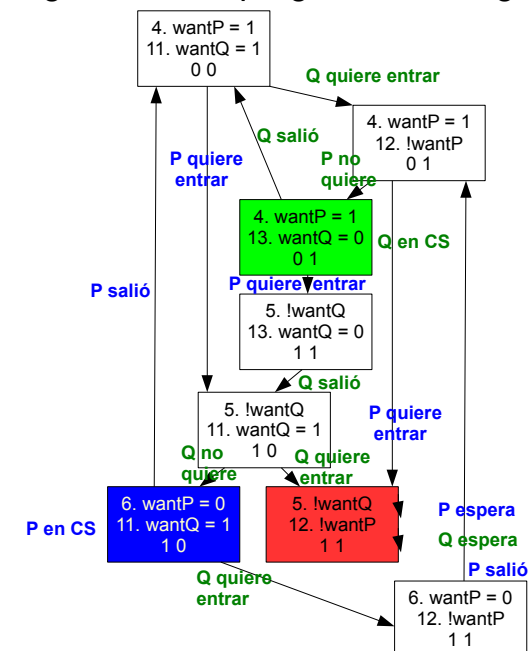 4. wantP = 1
11. wantQ = 1
0 0
Q quiere entrar
4. wantP = 1
12. !wantP
0 1
Q salió
P no
quiere
P quiere
entrar
4. wantP = 1
13. wantQ = 0
0 1
Q en CS
P quiere entrar
P salió
5. !wantQ
13. wantQ = 0
1 1
Q salió
5. !wantQ
11. wantQ = 1
1 0
P quiere
entrar
Q no
quiere
Q quiere
entrar
P en CS
6. wantP = 0
11. wantQ = 1
1 0
5. !wantQ
12. !wantP
1 1
P espera
Q espera
P salió
Q quiere
entrar
6. wantP = 0
12. !wantP
1 1